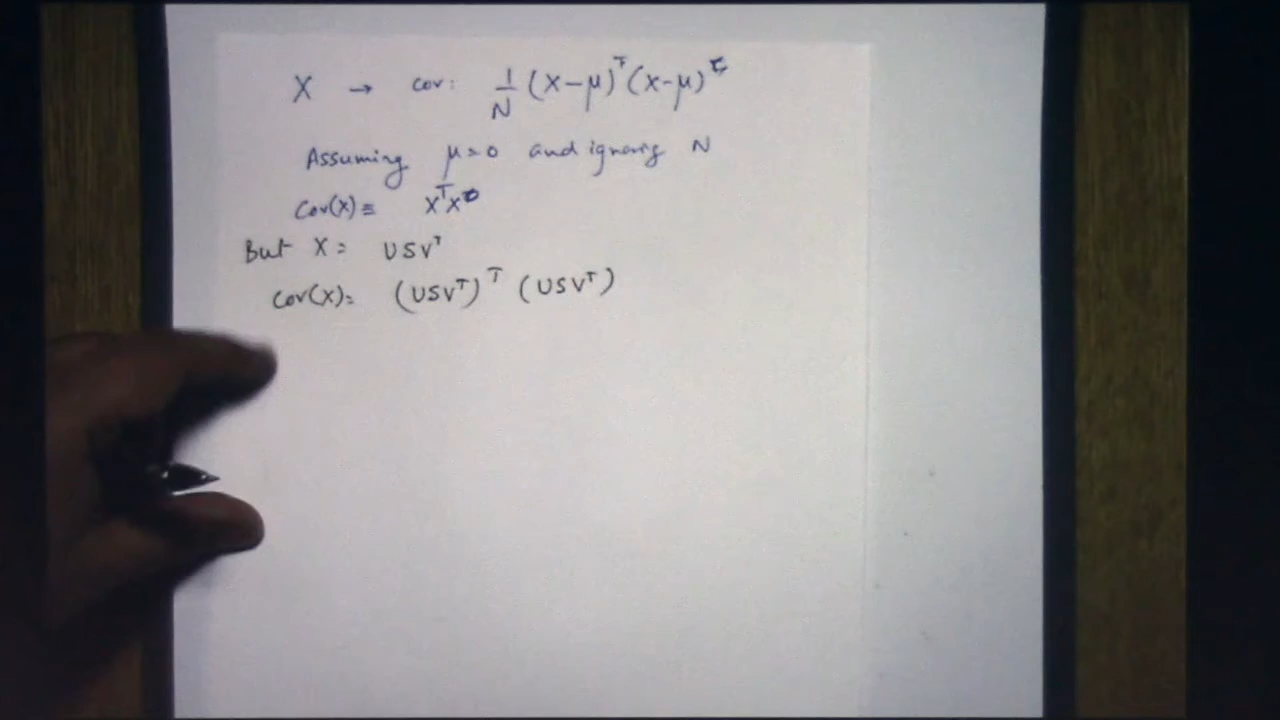 X → cov: 1/N (X-μ)ᵀ(X-μ)
Assuming μ=0 and ignoring N
Cov(X)≡ XᵀX
But X= USVᵀ
Cov(X)= (USVᵀ)ᵀ (USVᵀ)